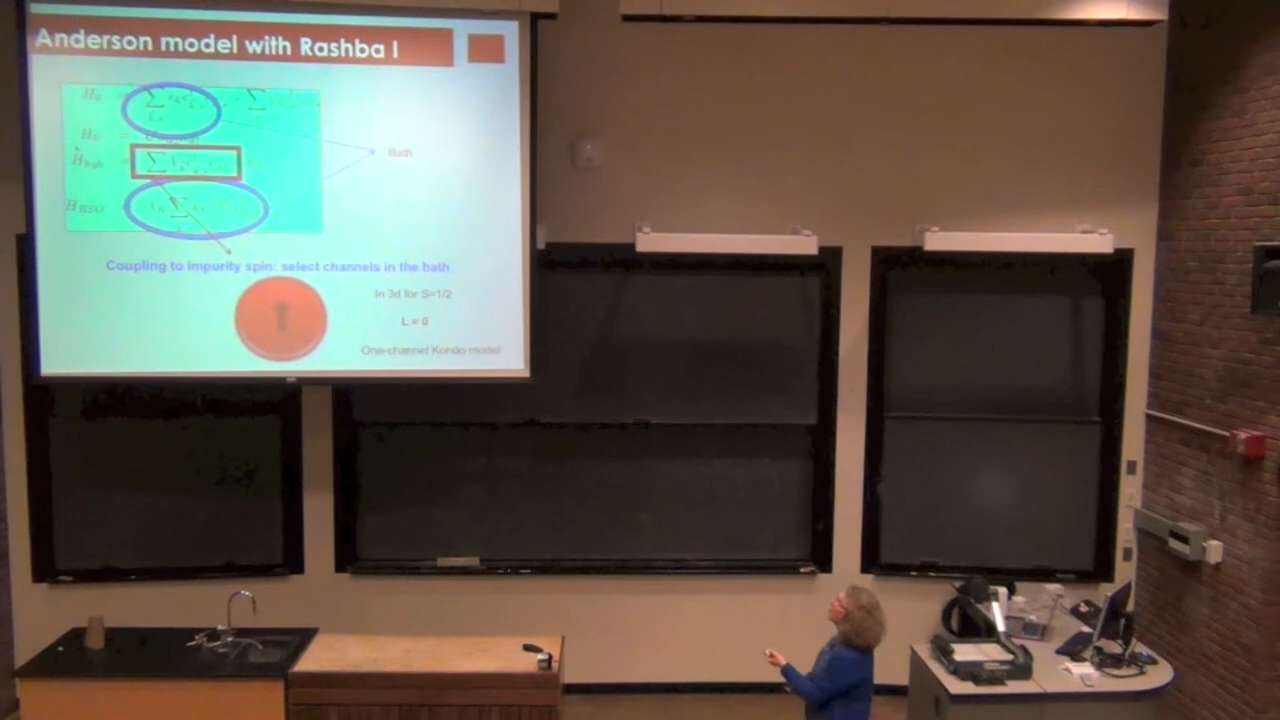 Anderson model with Rashba I
Bath
Coupling to impurity spin: select channels in the bath
In 3d for S=1/2
L = 0
One-channel Kondo model